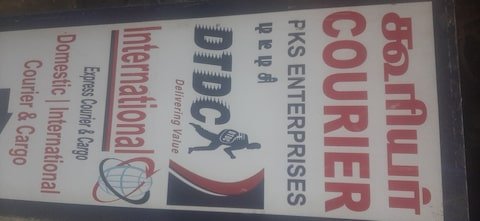 கூரியர்
COURIER
PKS ENTERPRISES
டிடிடிசி
DTDC
Delivering Value
International
Express Courier & Cargo
Domestic | International
Courier & Cargo